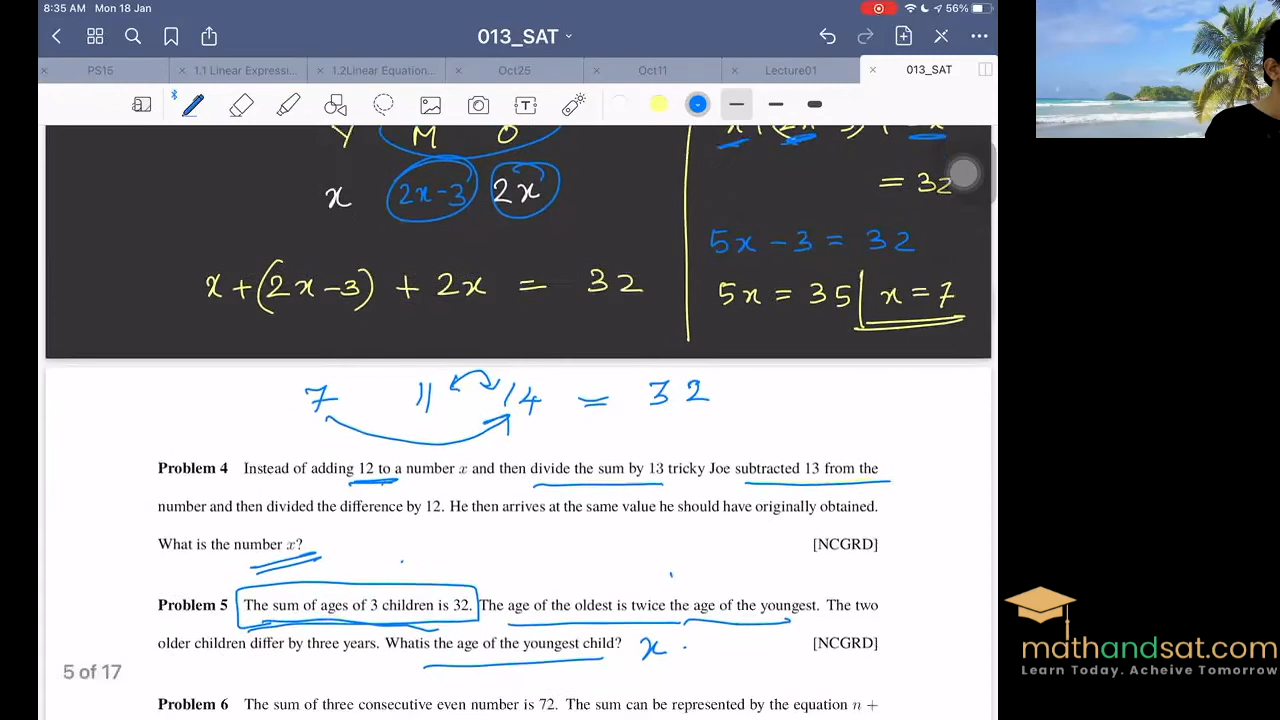 8:35 AM Mon 18 Jan
56%
013_SAT
PS15
1.1 Linear Expressi...
1.2Linear Equation...
Oct25
Oct11
Lecture01
013_SAT
Y M O
x 2x-3 2x
= 32
5x - 3 = 32
x + (2x - 3) + 2x = 32
5x = 35 x = 7
7 11 14 = 32
Problem 4 Instead of adding 12 to a number x and then divide the sum by 13 tricky Joe subtracted 13 from the
number and then divided the difference by 12. He then arrives at the same value he should have originally obtained.
What is the number x? [NCGRD]
Problem 5 The sum of ages of 3 children is 32. The age of the oldest is twice the age of the youngest. The two
older children differ by three years. Whatis the age of the youngest child? x [NCGRD]
5 of 17
Problem 6 The sum of three consecutive even number is 72. The sum can be represented by the equation n +
mathandsat.com
Learn Today. Acheive Tomorrow